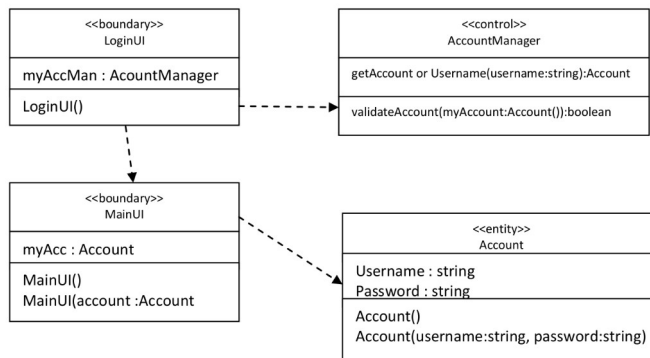 <<boundary>>
LoginUI
myAccMan : AcountManager
LoginUI()
<<control>>
AccountManager
getAccount or Username(username:string):Account
validateAccount(myAccount:Account()):boolean
<<boundary>>
MainUI
myAcc : Account
MainUI()
MainUI(account :Account
<<entity>>
Account
Username : string
Password : string
Account()
Account(username:string, password:string)